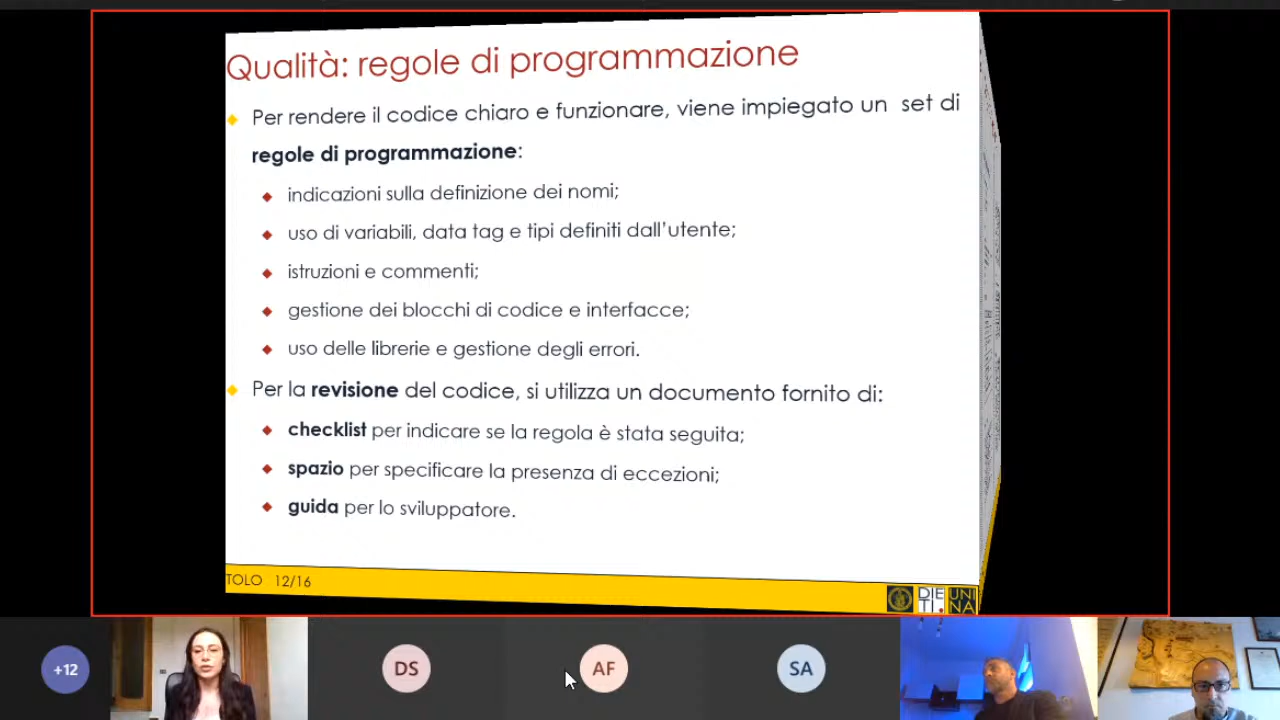 Qualità: regole di programmazione
Per rendere il codice chiaro e funzionare, viene impiegato un set di
regole di programmazione:
indicazioni sulla definizione dei nomi;
uso di variabili, data tag e tipi definiti dall'utente;
istruzioni e commenti;
gestione dei blocchi di codice e interfacce;
uso delle librerie e gestione degli errori.
Per la revisione del codice, si utilizza un documento fornito di:
checklist per indicare se la regola è stata seguita;
spazio per specificare la presenza di eccezioni;
guida per lo sviluppatore.
TOLO 12/16
DIE
TI.
UNI
NA
+12
DS
AF
SA